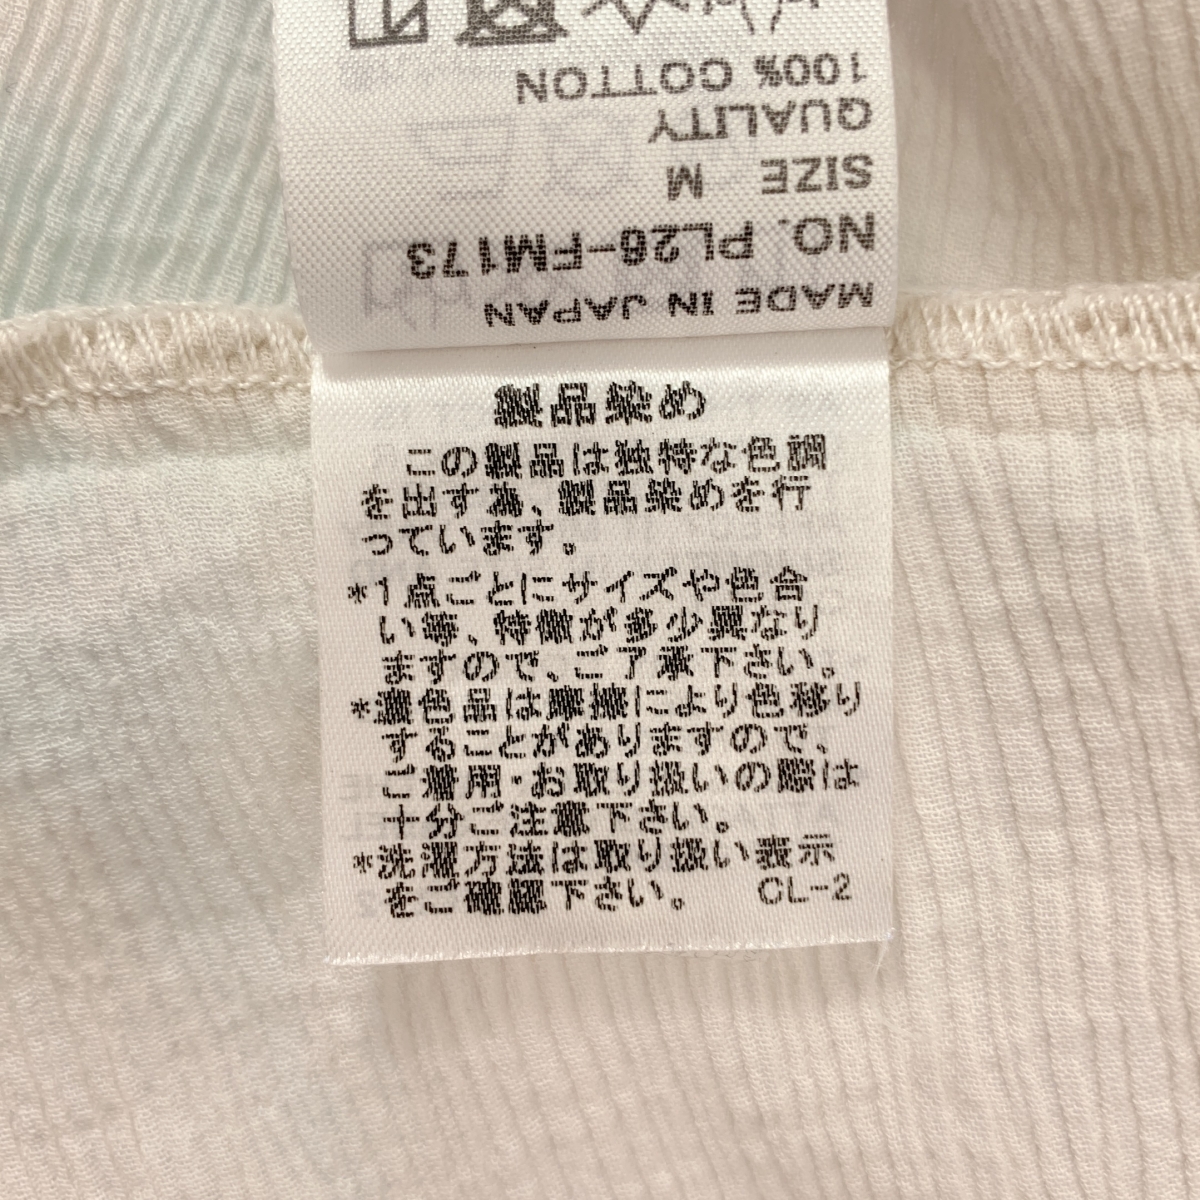 100% COTTON
QUALITY
SIZE M
NO. PL26-FM173
MADE IN JAPAN
製品染め
この製品は独特な色調
を出す為、製品染めを行
っています。
*1点ごとにサイズや色合
い等、特徴が多少異なり
ますので、ご了承下さい。
*濃色品は摩擦により色移り
することがありますので、
ご着用・お取り扱いの際は
十分ご注意下さい。
*洗濯方法は取り扱い表示
をご確認下さい。 CL-2